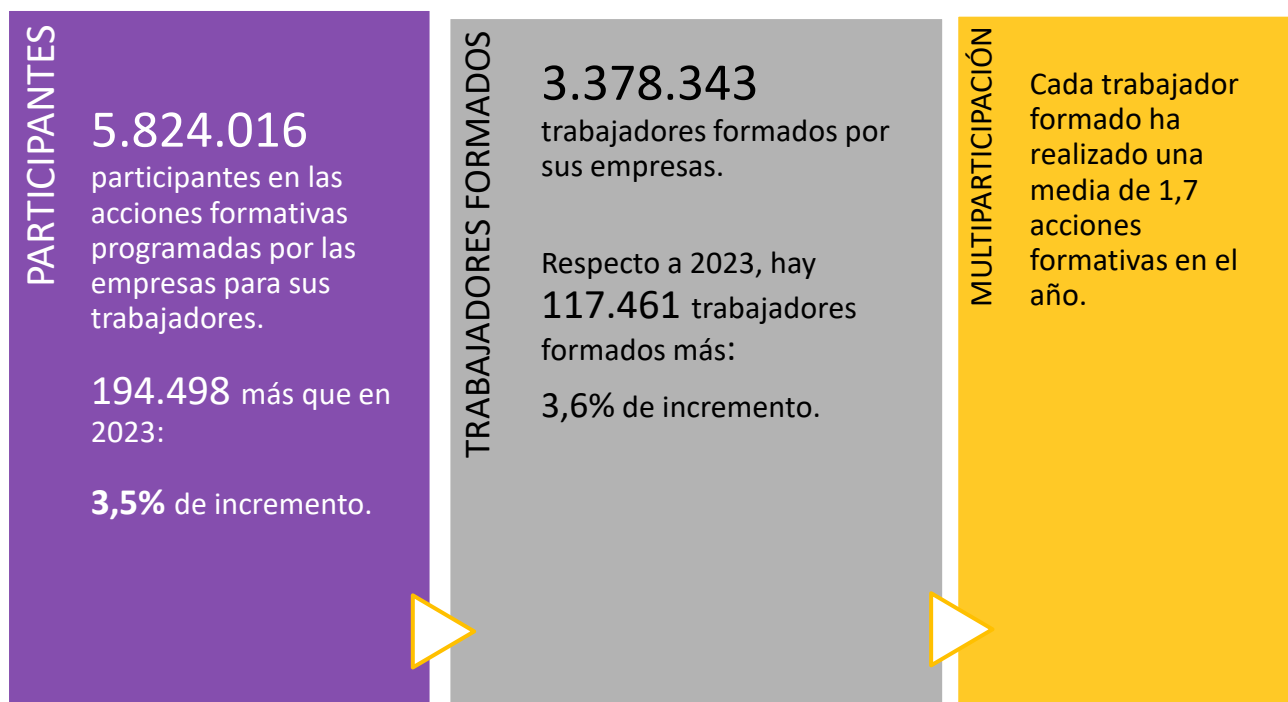 PARTICIPANTES
5.824.016
participantes en las
acciones formativas
programadas por las
empresas para sus
trabajadores.
194.498 más que en
2023:
3,5% de incremento.
TRABAJADORES FORMADOS
3.378.343
trabajadores formados por
sus empresas.
Respecto a 2023, hay
117.461 trabajadores
formados más:
3,6% de incremento.
MULTIPARTICIPACIÓN
Cada trabajador
formado ha
realizado una
media de 1,7
acciones
formativas en el
año.